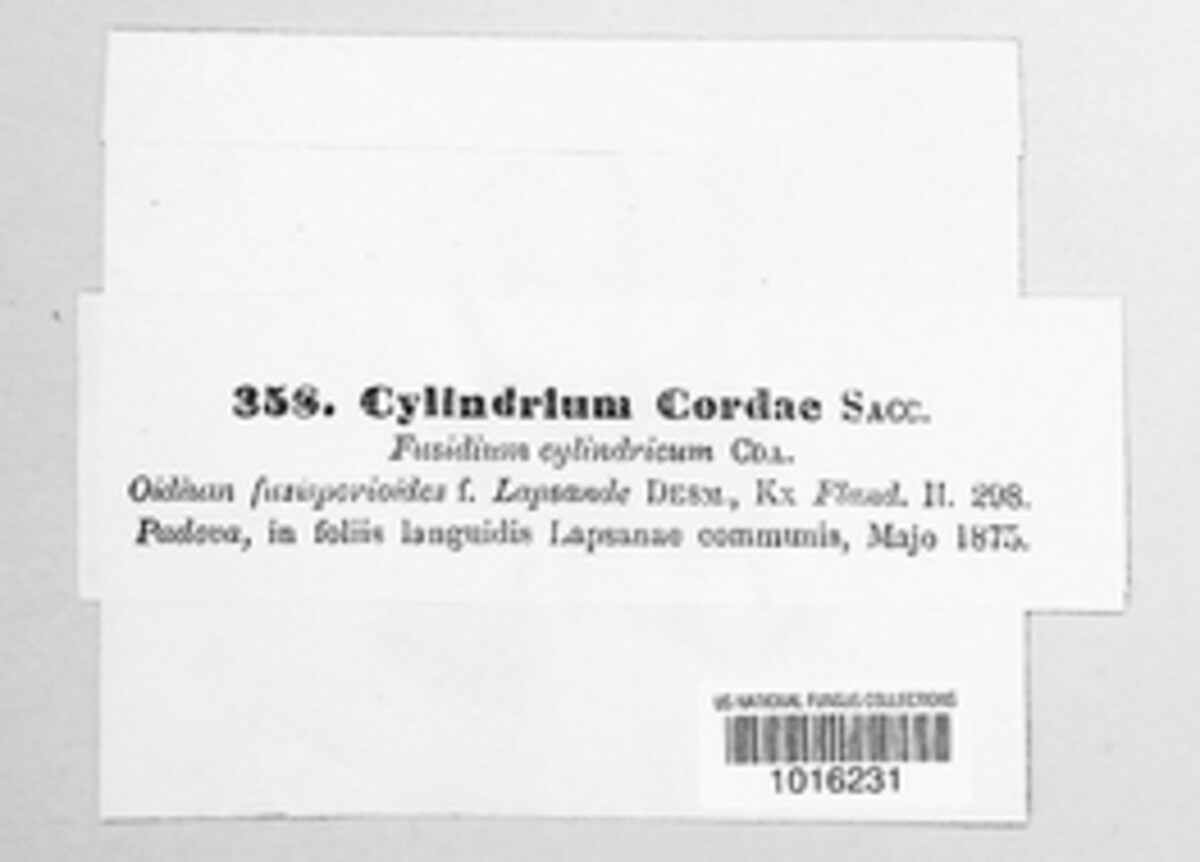 358. Cylindrium Cordae SACC.
Fusidium cylindricum CDA.
Oidium fusisporioides f. Lapsanae DESM., Kx Fland. II. 298.
Padova, in foliis languidis Lapsanae communis, Majo 1875.
US NATIONAL FUNGUS COLLECTIONS
1016231